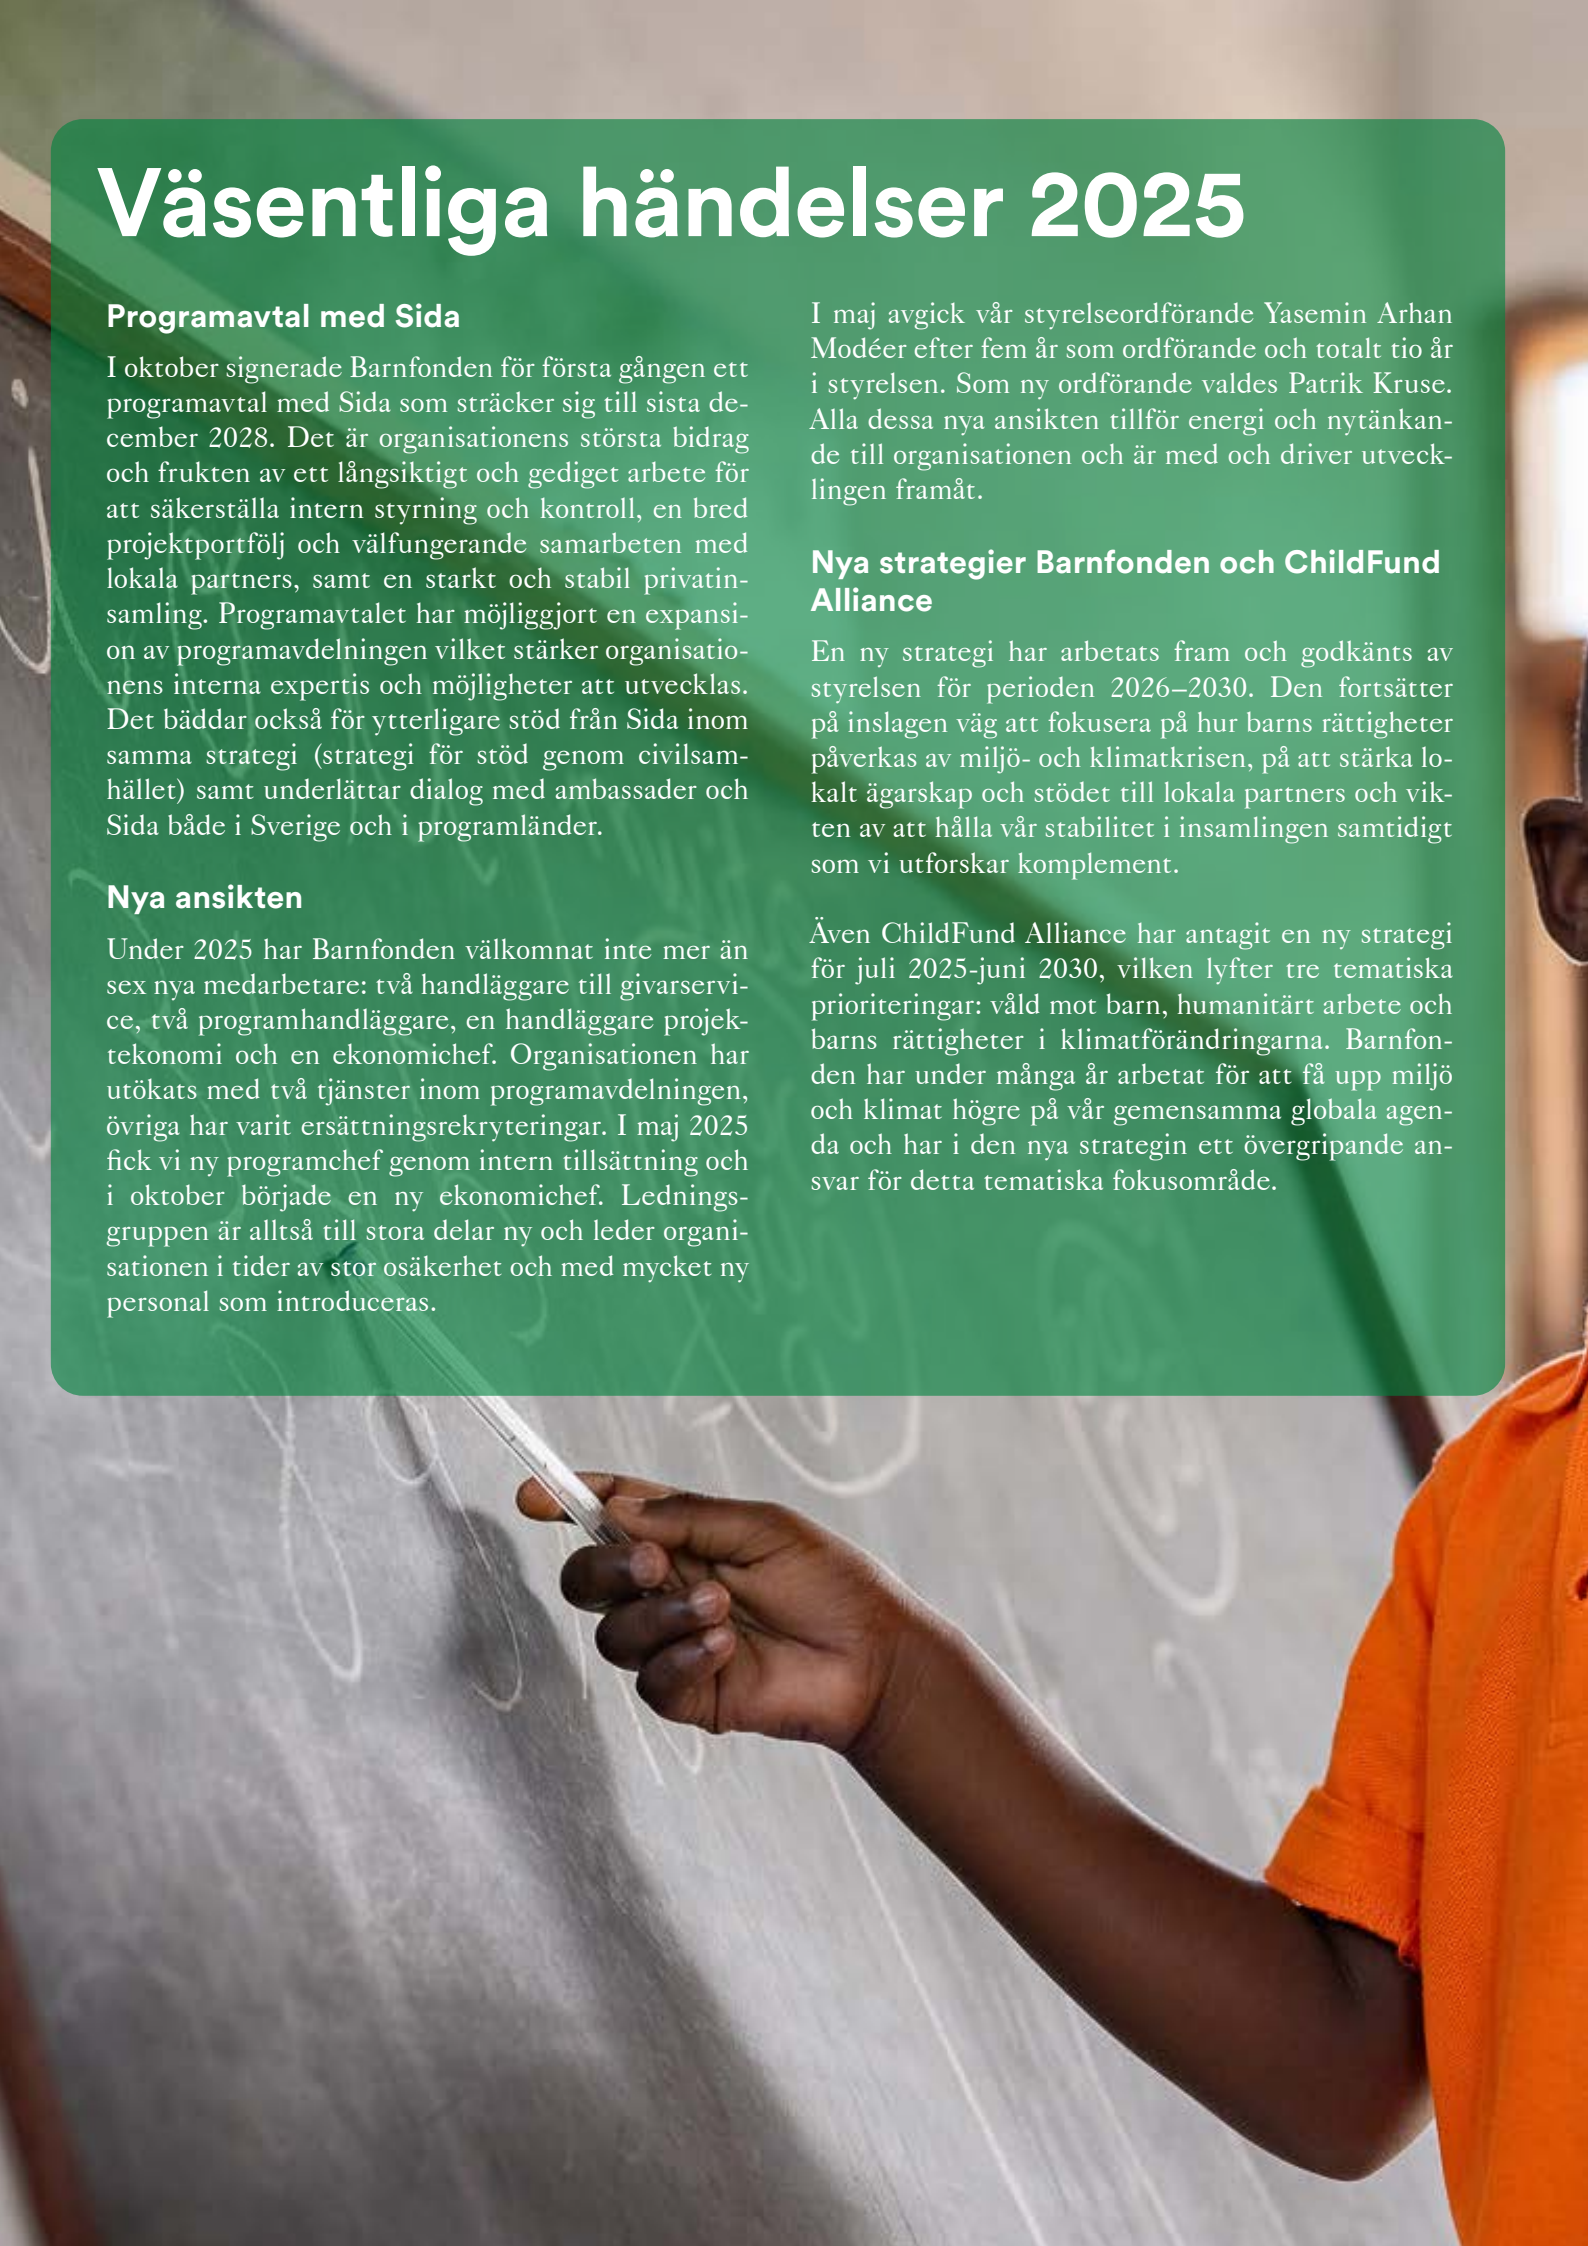 Väsentliga händelser 2025
Programavtal med Sida
I oktober signerade Barnfonden för första gången ett
programavtal med Sida som sträcker sig till sista de-
cember 2028. Det är organisationens största bidrag
och frukten av ett långsiktigt och gediget arbete för
att säkerställa intern styrning och kontroll, en bred
projektportfölj och välfungerande samarbeten med
lokala partners, samt en starkt och stabil privatin-
samling. Programavtalet har möjliggjort en expansi-
on av programavdelningen vilket stärker organisatio-
nens interna expertis och möjligheter att utvecklas.
Det bäddar också för ytterligare stöd från Sida inom
samma strategi (strategi för stöd genom civilsam-
hället) samt underlättar dialog med ambassader och
Sida både i Sverige och i programländer.
Nya ansikten
Under 2025 har Barnfonden välkomnat inte mer än
sex nya medarbetare: två handläggare till givarservi-
ce, två programhandläggare, en handläggare projek-
tekonomi och en ekonomichef. Organisationen har
utökats med två tjänster inom programavdelningen,
övriga har varit ersättningsrekryteringar. I maj 2025
fick vi ny programchef genom intern tillsättning och
i oktober började en ny ekonomichef. Lednings-
gruppen är alltså till stora delar ny och leder organi-
sationen i tider av stor osäkerhet och med mycket ny
personal som introduceras.
I maj avgick vår styrelseordförande Yasemin Arhan
Modéer efter fem år som ordförande och totalt tio år
i styrelsen. Som ny ordförande valdes Patrik Kruse.
Alla dessa nya ansikten tillför energi och nytänkan-
de till organisationen och är med och driver utveck-
lingen framåt.
Nya strategier Barnfonden och ChildFund
Alliance
En ny strategi har arbetats fram och godkänts av
styrelsen för perioden 2026–2030. Den fortsätter
på inslagen väg att fokusera på hur barns rättigheter
påverkas av miljö- och klimatkrisen, på att stärka lo-
kalt ägarskap och stödet till lokala partners och vik-
ten av att hålla vår stabilitet i insamlingen samtidigt
som vi utforskar komplement.
Även ChildFund Alliance har antagit en ny strategi
för juli 2025-juni 2030, vilken lyfter tre tematiska
prioriteringar: våld mot barn, humanitärt arbete och
barns rättigheter i klimatförändringarna. Barnfon-
den har under många år arbetat för att få upp miljö
och klimat högre på vår gemensamma globala agen-
da och har i den nya strategin ett övergripande an-
svar för detta tematiska fokusområde.